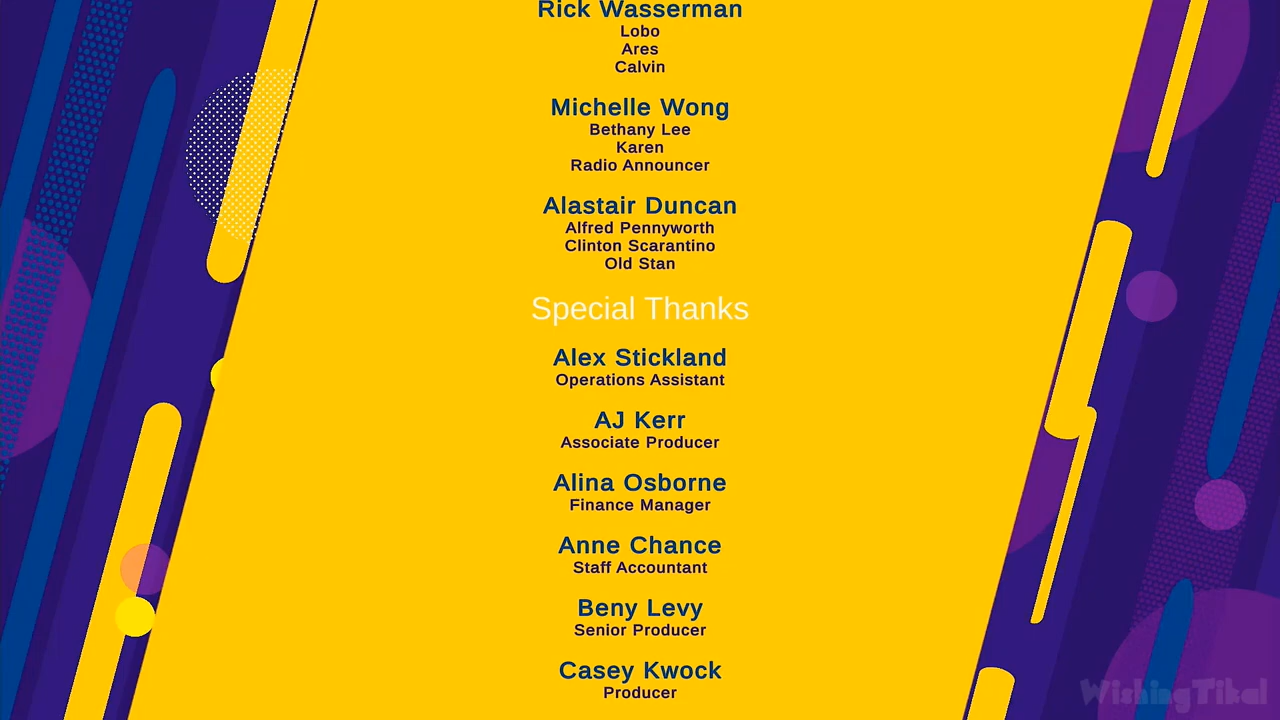 Rick Wasserman
Lobo
Ares
Calvin
Michelle Wong
Bethany Lee
Karen
Radio Announcer
Alastair Duncan
Alfred Pennyworth
Clinton Scarantino
Old Stan
Special Thanks
Alex Stickland
Operations Assistant
AJ Kerr
Associate Producer
Alina Osborne
Finance Manager
Anne Chance
Staff Accountant
Beny Levy
Senior Producer
Casey Kwock
Producer
WishingTikal